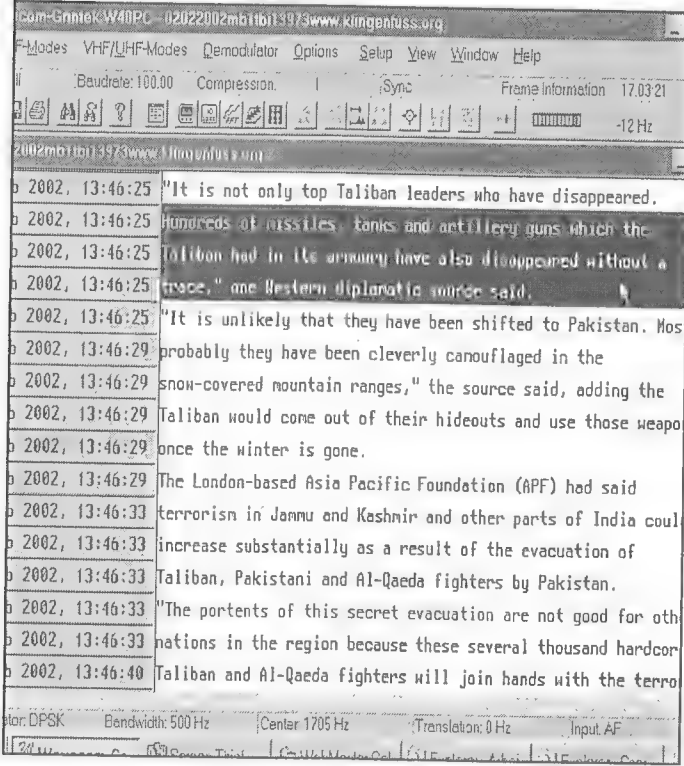 com-Gmtek W40PC - 02022002mbitbi13973www.klingenfuss.org
F-Modes VHF/UHF-Modes Demodulator Options Setup View Window Help
Baudrate: 100.00 Compression: Sync Frame Information 17.03:21
-12 Hz
2002mbitbi13973www.klingenfuss.org
b 2002, 13:46:25 "It is not only top Taliban leaders who have disappeared.
b 2002, 13:46:25 Hundreds of missiles, tanks and artillery guns which the
b 2002, 13:46:25 Taliban had in its armoury have also disappeared without a
b 2002, 13:46:25 trace," one Western diplomatic source said.
b 2002, 13:46:25 "It is unlikely that they have been shifted to Pakistan. Mos
b 2002, 13:46:29 probably they have been cleverly camouflaged in the
b 2002, 13:46:29 snow-covered mountain ranges," the source said, adding the
b 2002, 13:46:29 Taliban would come out of their hideouts and use those weapo
b 2002, 13:46:29 once the winter is gone.
b 2002, 13:46:29 The London-based Asia Pacific Foundation (APF) had said
b 2002, 13:46:33 terrorism in Jammu and Kashmir and other parts of India coul
b 2002, 13:46:33 increase substantially as a result of the evacuation of
b 2002, 13:46:33 Taliban, Pakistani and Al-Qaeda fighters by Pakistan.
b 2002, 13:46:33 "The portents of this secret evacuation are not good for oth
b 2002, 13:46:33 nations in the region because these several thousand hardcor
b 2002, 13:46:40 Taliban and Al-Qaeda fighters will join hands with the terro
ator: DPSK Bandwidth: 500 Hz Center 1705 Hz Translation: 0 Hz Input AF